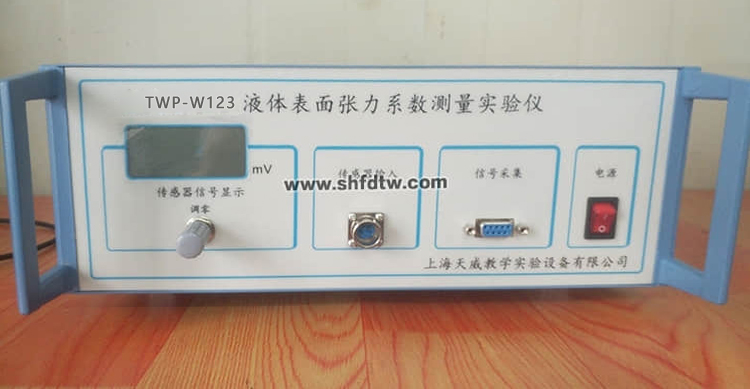 TWP-W123 液体表面张力系数测量实验仪
mV
传感器信号显示
调零
传感器输入
信号采集
电源
www.shfdtw.com
上海天威教学实验设备有限公司